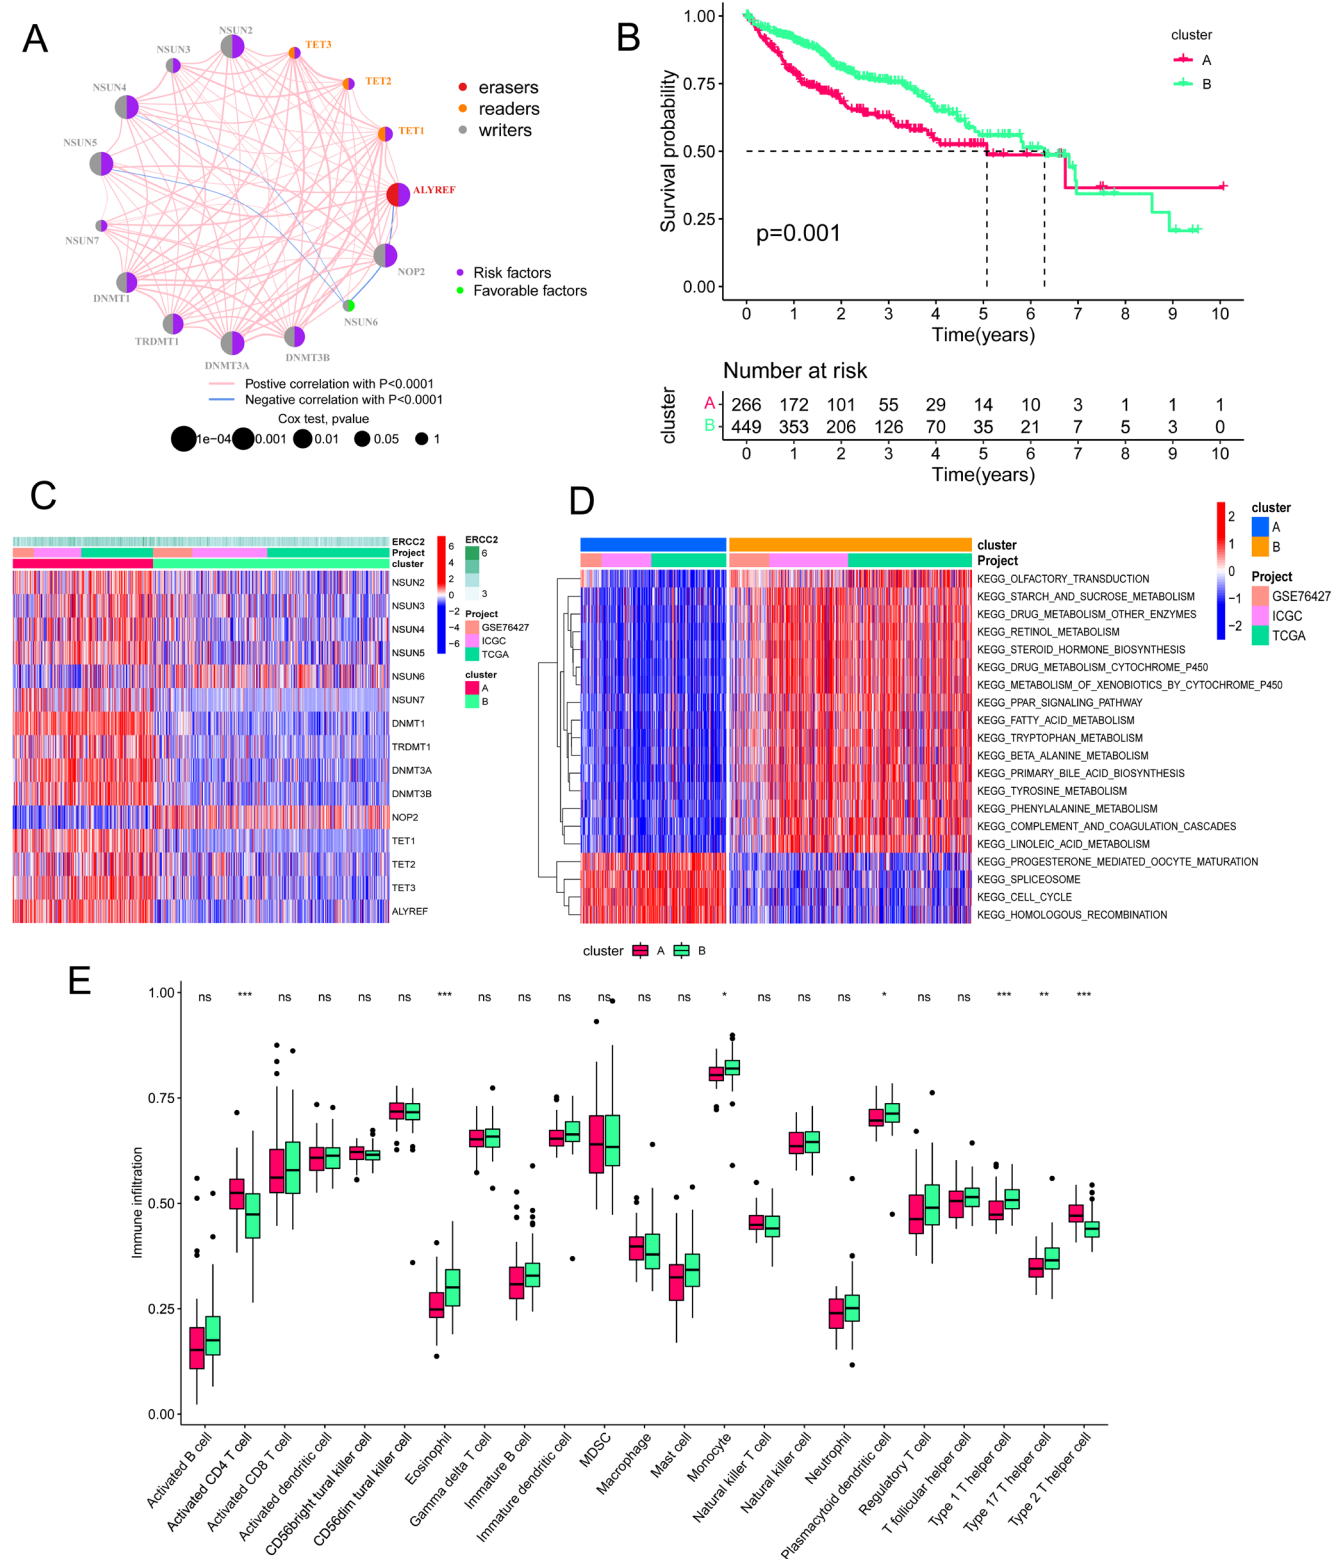 A
NSUN2
TET3
NSUN3
TET2
NSUN4
TET1
NSUN5
ALYREF
NSUN7
NOP2
DNMT1
NSUN6
TRDMT1
DNMT3B
DNMT3A
erasers
readers
writers
Risk factors
Favorable factors
Postive correlation with P<0.0001
Negative correlation with P<0.0001
Cox test, pvalue
1e−04 0.001 0.01 0.05 1
B
Survival probability
1.00
0.75
0.50
0.25
0.00
p=0.001
cluster
A
B
0 1 2 3 4 5 6 7 8 9 10
Time(years)
Number at risk
cluster
A 266 172 101 55 29 14 10 3 1 1 1
B 449 353 206 126 70 35 21 7 5 3 0
0 1 2 3 4 5 6 7 8 9 10
Time(years)
C
ERCC2
Project
cluster
NSUN2
NSUN3
NSUN4
NSUN5
NSUN6
NSUN7
DNMT1
TRDMT1
DNMT3A
DNMT3B
NOP2
TET1
TET2
TET3
ALYREF
6
4
2
0
−2
−4
−6
ERCC2
6
3
Project
GSE76427
ICGC
TCGA
cluster
A
B
D
cluster
Project
KEGG_OLFACTORY_TRANSDUCTION
KEGG_STARCH_AND_SUCROSE_METABOLISM
KEGG_DRUG_METABOLISM_OTHER_ENZYMES
KEGG_RETINOL_METABOLISM
KEGG_STEROID_HORMONE_BIOSYNTHESIS
KEGG_DRUG_METABOLISM_CYTOCHROME_P450
KEGG_METABOLISM_OF_XENOBIOTICS_BY_CYTOCHROME_P450
KEGG_PPAR_SIGNALING_PATHWAY
KEGG_FATTY_ACID_METABOLISM
KEGG_TRYPTOPHAN_METABOLISM
KEGG_BETA_ALANINE_METABOLISM
KEGG_PRIMARY_BILE_ACID_BIOSYNTHESIS
KEGG_TYROSINE_METABOLISM
KEGG_PHENYLALANINE_METABOLISM
KEGG_COMPLEMENT_AND_COAGULATION_CASCADES
KEGG_LINOLEIC_ACID_METABOLISM
KEGG_PROGESTERONE_MEDIATED_OOCYTE_MATURATION
KEGG_SPLICEOSOME
KEGG_CELL_CYCLE
KEGG_HOMOLOGOUS_RECOMBINATION
2
1
0
−1
−2
cluster
A
B
Project
GSE76427
ICGC
TCGA
E
cluster A B
Immune infiltration
1.00
0.75
0.50
0.25
0.00
ns *** ns ns ns ns *** ns ns ns ns ns ns * ns ns ns * ns ns *** ** ***
Activated B cell
Activated CD4 T cell
Activated CD8 T cell
Activated dendritic cell
CD56bright tural killer cell
CD56dim tural killer cell
Eosinophil
Gamma delta T cell
Immature B cell
Immature dendritic cell
MDSC
Macrophage
Mast cell
Monocyte
Natural killer T cell
Natural killer cell
Neutrophil
Plasmacytoid dendritic cell
Regulatory T cell
T follicular helper cell
Type 1 T helper cell
Type 17 T helper cell
Type 2 T helper cell